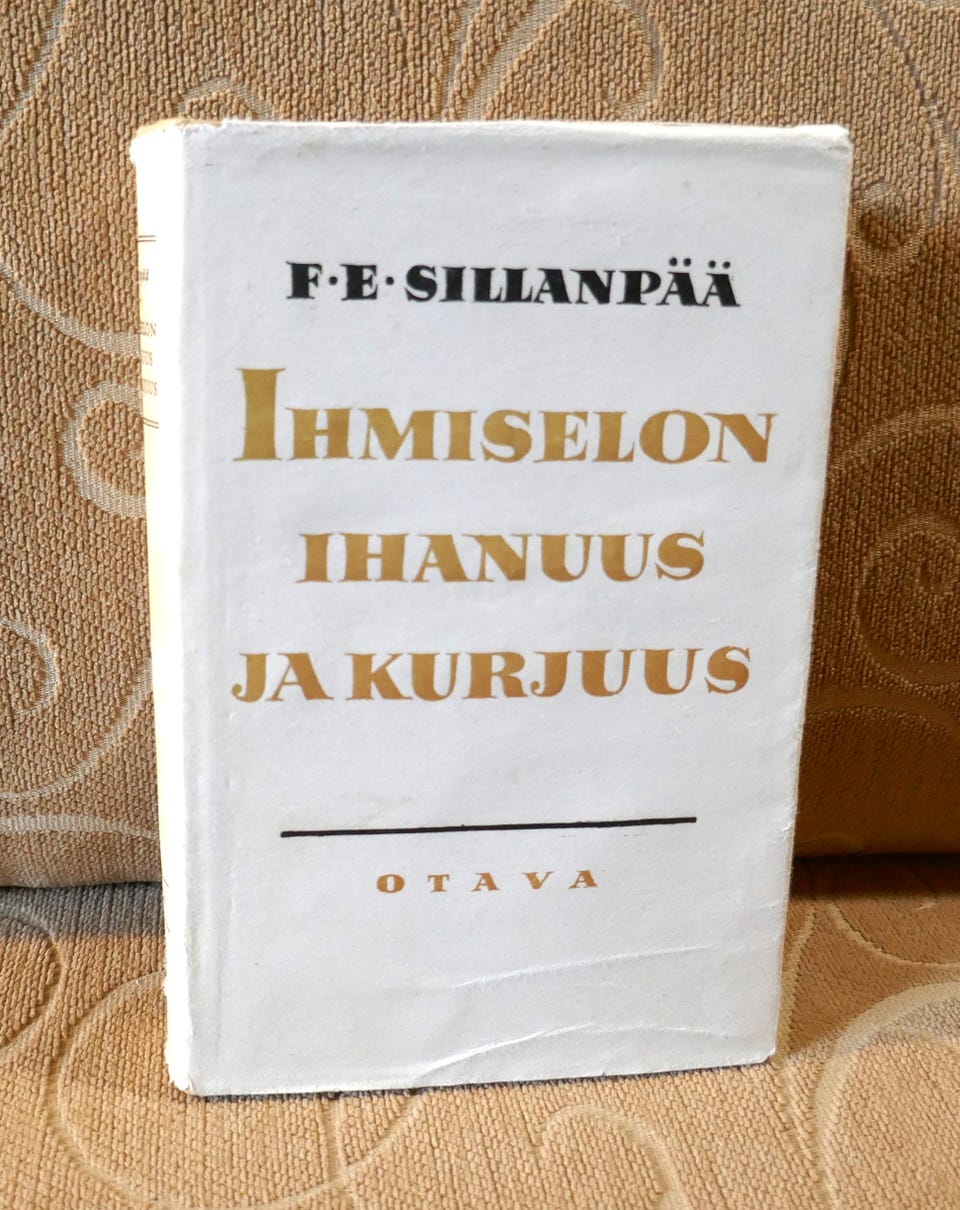 F·E·SILLANPÄÄ
IHMISELON
IHANUUS
JA KURJUUS
OTAVA